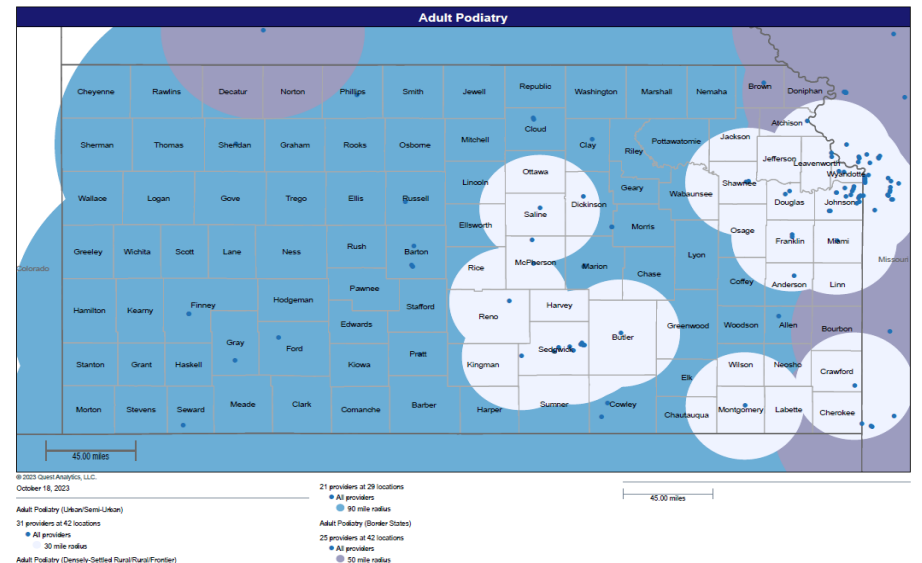 Adult Podiatry
Cheyenne Rawlins Decatur Norton Phillips Smith Jewell Republic Washington Marshall Nemaha Brown Doniphan
Atchison
Sherman Thomas Sheridan Graham Rooks Osborne Mitchell Cloud Clay Riley Pottawatomie Jackson
Jefferson Leavenworth
Wyandotte
Wallace Logan Gove Trego Ellis Russell Lincoln Ottawa Dickinson Geary Wabaunsee Shawnee Douglas Johnson
Saline
Greeley Wichita Scott Lane Ness Rush Barton Ellsworth Morris Osage Franklin Miami
Colorado Rice McPherson Marion Chase Lyon Missouri
Hamilton Kearny Finney Hodgeman Pawnee Stafford Reno Harvey Coffey Anderson Linn
Gray Ford Edwards Sedgwick Butler Greenwood Woodson Allen Bourbon
Stanton Grant Haskell Kiowa Pratt Kingman Elk Wilson Neosho Crawford
Morton Stevens Seward Meade Clark Comanche Barber Harper Sumner Cowley Chautauqua Montgomery Labette Cherokee
45.00 miles
© 2023 Quest Analytics, LLC.
October 18, 2023
Adult Podiatry (Urban/Semi-Urban)
31 providers at 42 locations
All providers
30 mile radius
Adult Podiatry (Densely-Settled Rural/Rural/Frontier)
21 providers at 29 locations
All providers
90 mile radius
Adult Podiatry (Border States)
25 providers at 42 locations
All providers
50 mile radius
45.00 miles